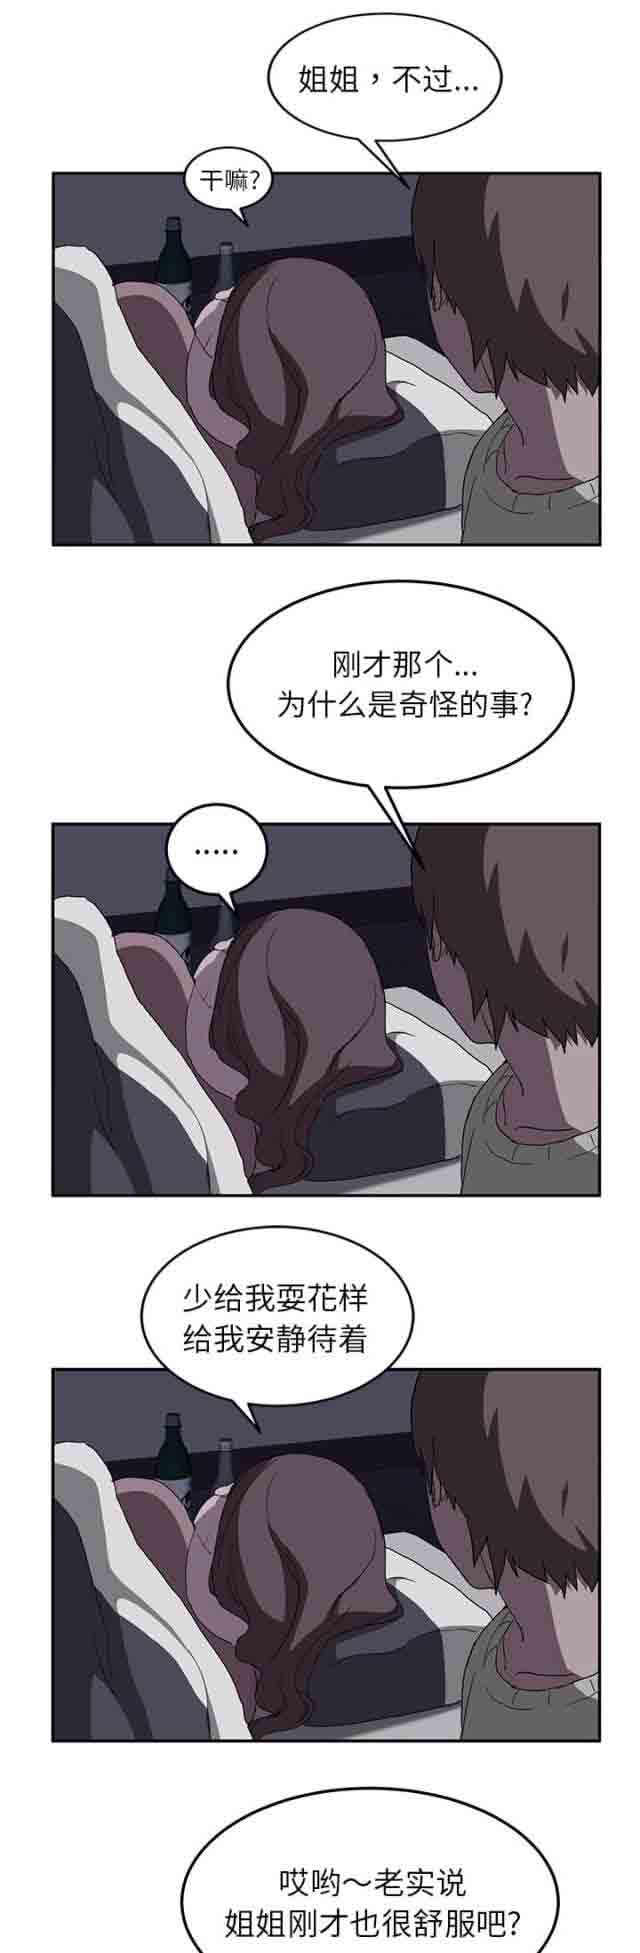 姐姐，不过...
干嘛?
刚才那个...
为什么是奇怪的事?
.....
少给我耍花样
给我安静待着
哎哟～老实说
姐姐刚才也很舒服吧?